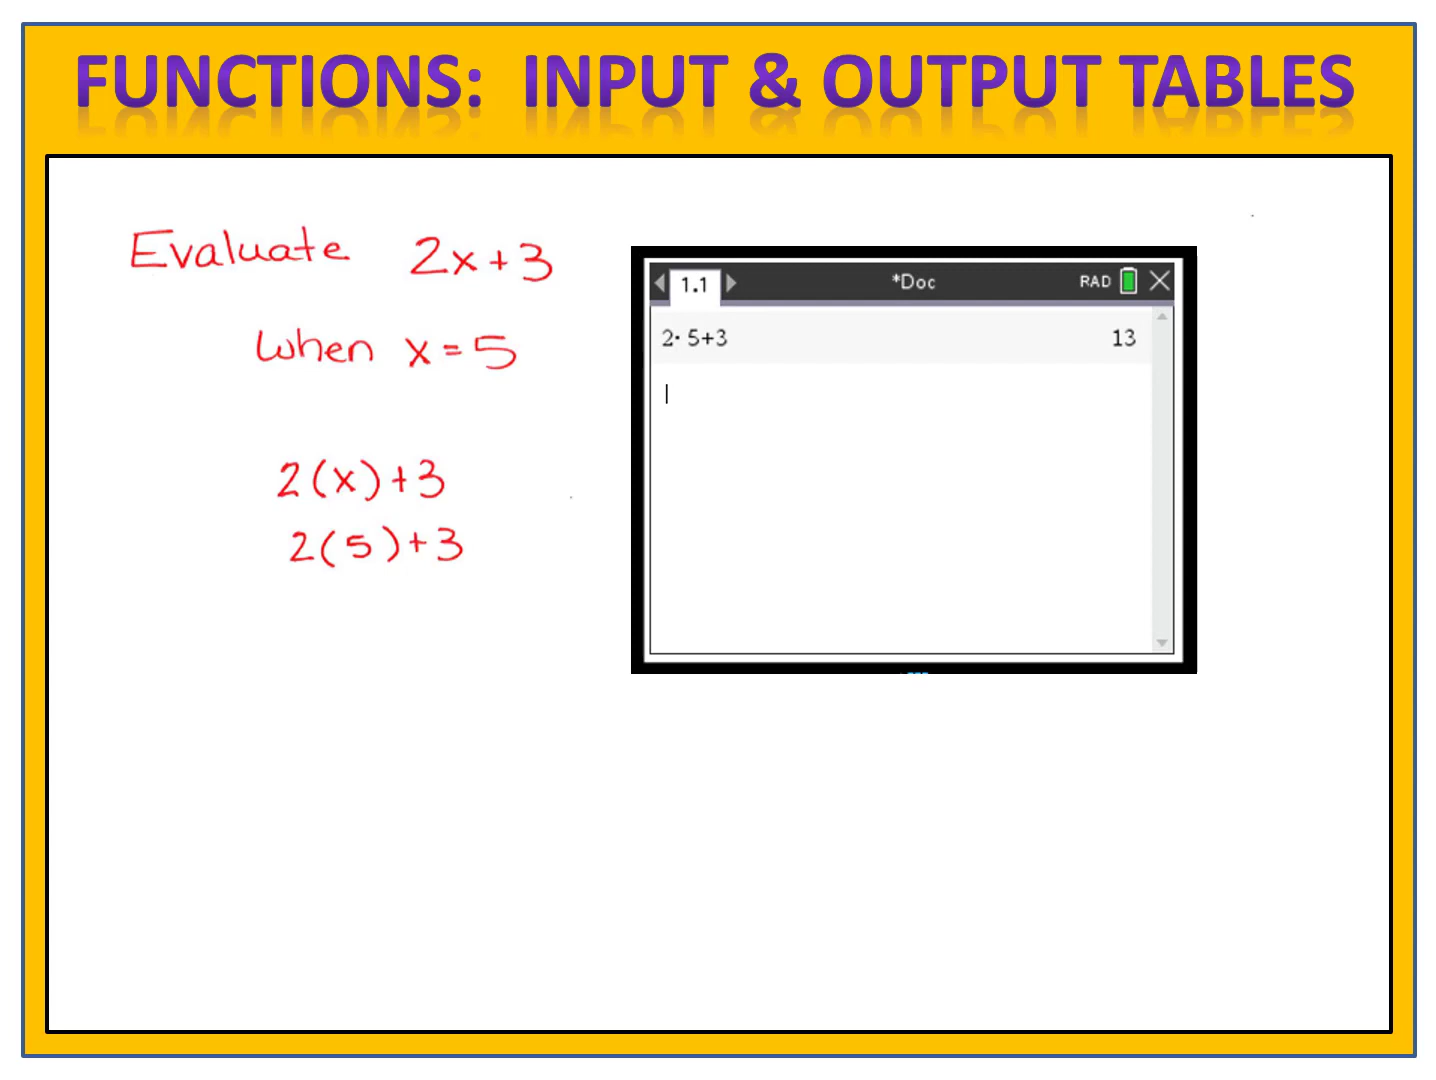 FUNCTIONS: INPUT & OUTPUT TABLES
Evaluate 2x+3
when x=5
2(x)+3
2(5)+3
1.1 *Doc RAD
2· 5+3 13